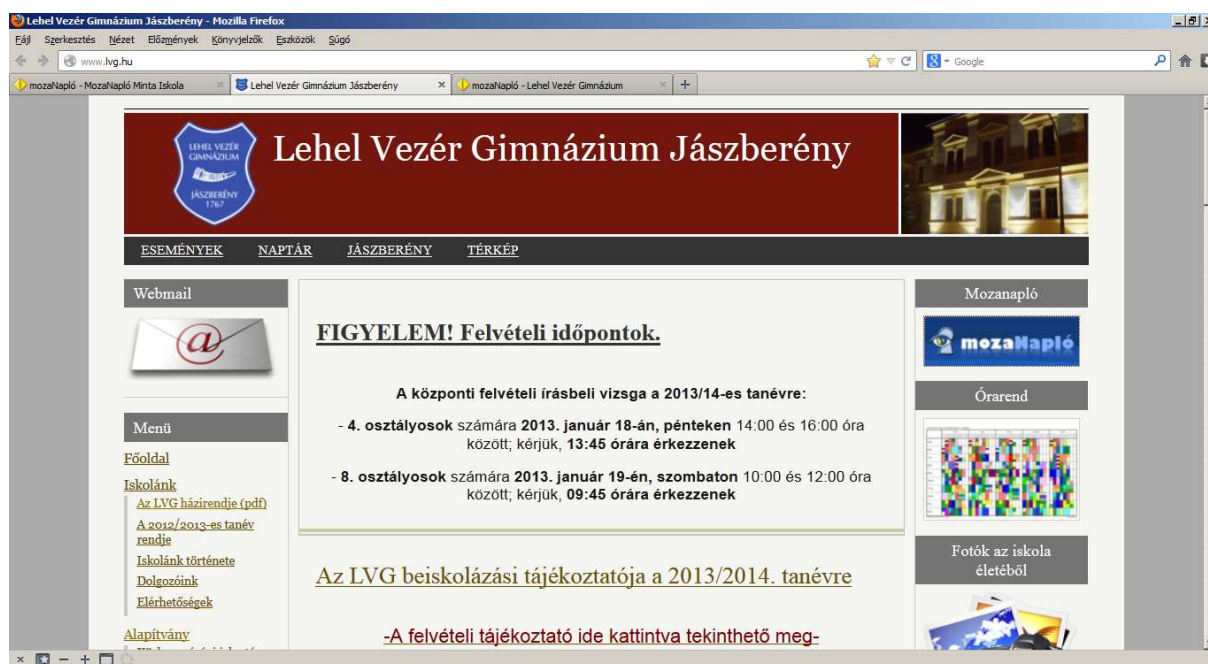 Lehel Vezér Gimnázium Jászberény - Mozilla Firefox
Fájl Szerkesztés Nézet Előzmények Könyvjelzők Eszközök Súgó
www.lvg.hu
Google
mozaNapló - MozaNapló Minta Iskola
Lehel Vezér Gimnázium Jászberény
mozaNapló - Lehel Vezér Gimnázium
LEHEL VEZÉR
GIMNÁZIUM
JÁSZBERÉNY
1767
Lehel Vezér Gimnázium Jászberény
ESEMÉNYEK NAPTÁR JÁSZBERÉNY TÉRKÉP
Webmail
Menü
Főoldal
Iskolánk
Az LVG házirendje (pdf)
A 2012/2013-es tanév
rendje
Iskolánk története
Dolgozóink
Elérhetőségek
Alapítvány
FIGYELEM! Felvételi időpontok.
A központi felvételi írásbeli vizsga a 2013/14-es tanévre:
- 4. osztályosok számára 2013. január 18-án, pénteken 14:00 és 16:00 óra
között; kérjük, 13:45 órára érkezzenek
- 8. osztályosok számára 2013. január 19-én, szombaton 10:00 és 12:00 óra
között; kérjük, 09:45 órára érkezzenek
Az LVG beiskolázási tájékoztatója a 2013/2014. tanévre
-A felvételi tájékoztató ide kattintva tekinthető meg-
Mozanapló
mozaNapló
Órarend
Fotók az iskola
életéből